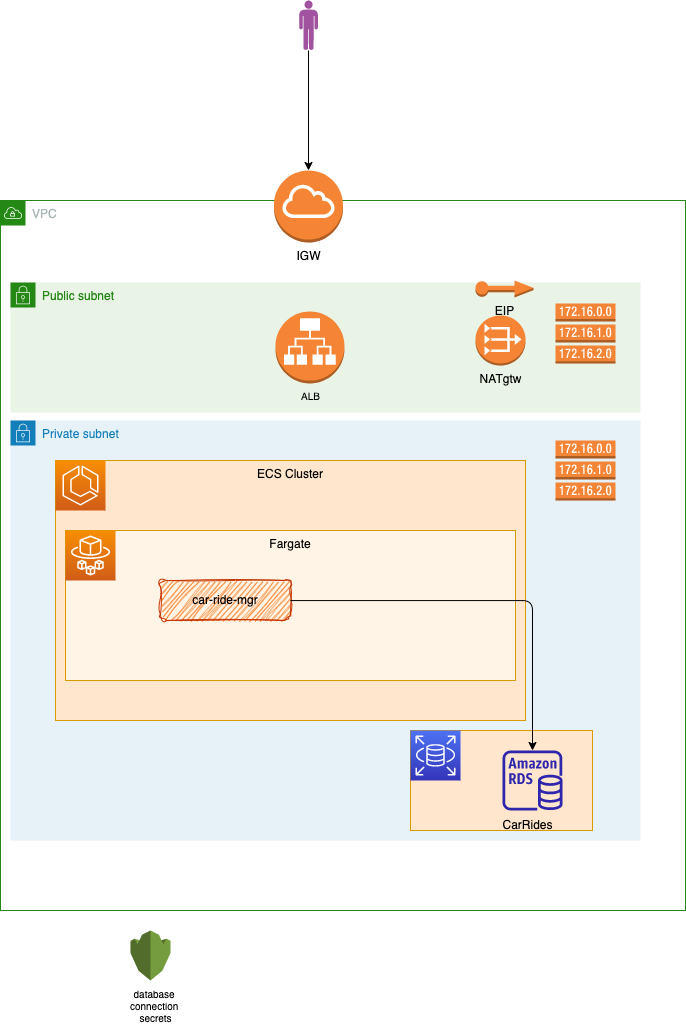 VPC
IGW
Public subnet
EIP
172.16.0.0
172.16.1.0
172.16.2.0
NATgtw
ALB
Private subnet
172.16.0.0
172.16.1.0
172.16.2.0
ECS Cluster
Fargate
car-ride-mgr
Amazon
RDS
CarRides
database
connection
secrets